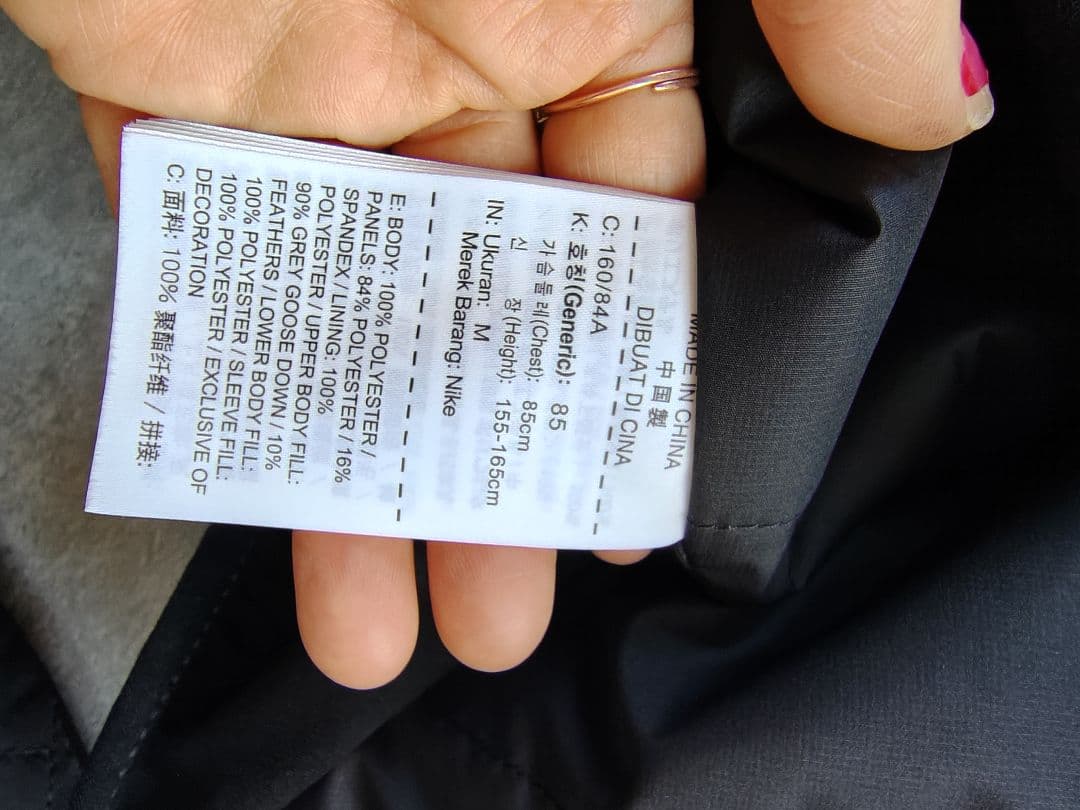 MADE IN CHINA
中 国 製
DIBUAT DI CINA
C: 160/84A
K: 호칭(Generic): 85
가슴둘레(Chest): 85cm
신 장 (Height): 155-165cm
IN: Ukuran: M
Merek Barang: Nike
E: BODY: 100% POLYESTER /
PANELS: 84% POLYESTER / 16%
SPANDEX / LINING: 100%
POLYESTER / UPPER BODY FILL:
90% GREY GOOSE DOWN / 10%
FEATHERS / LOWER BODY FILL:
100% POLYESTER / SLEEVE FILL:
100% POLYESTER / EXCLUSIVE OF
DECORATION
C: 面料: 100% 聚酯纤维 / 拼接: